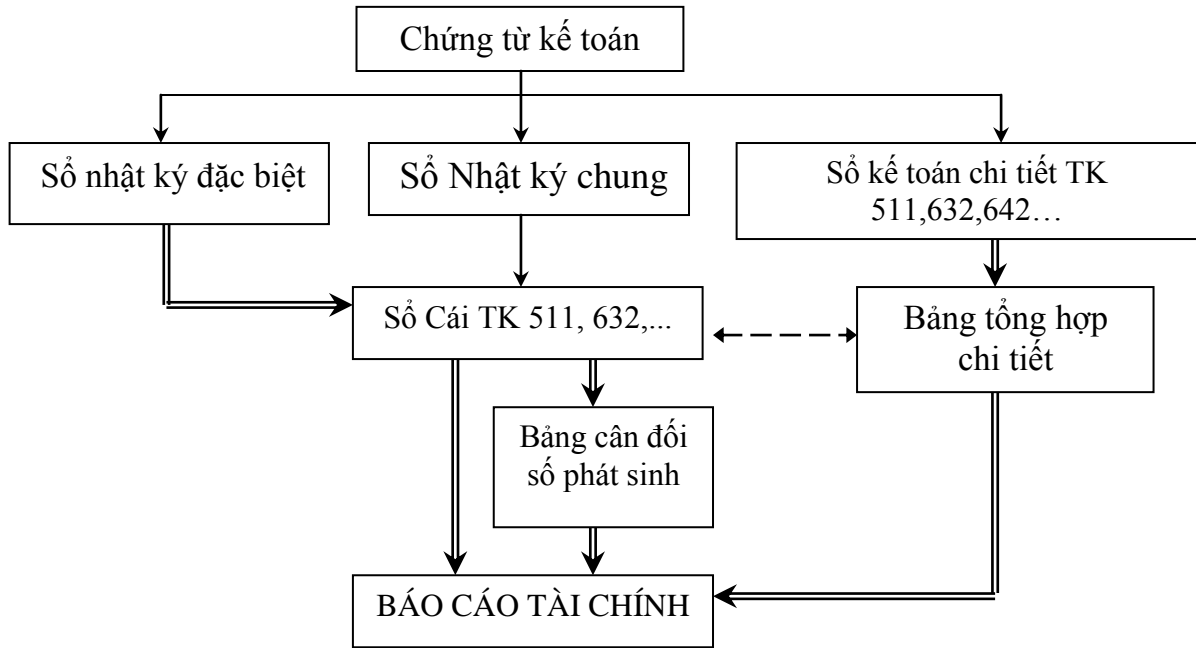 Chứng từ kế toán
Sổ nhật ký đặc biệt
Sổ Nhật ký chung
Sổ kế toán chi tiết TK
511,632,642…
Sổ Cái TK 511, 632,...
Bảng tổng hợp
chi tiết
Bảng cân đối
số phát sinh
BÁO CÁO TÀI CHÍNH